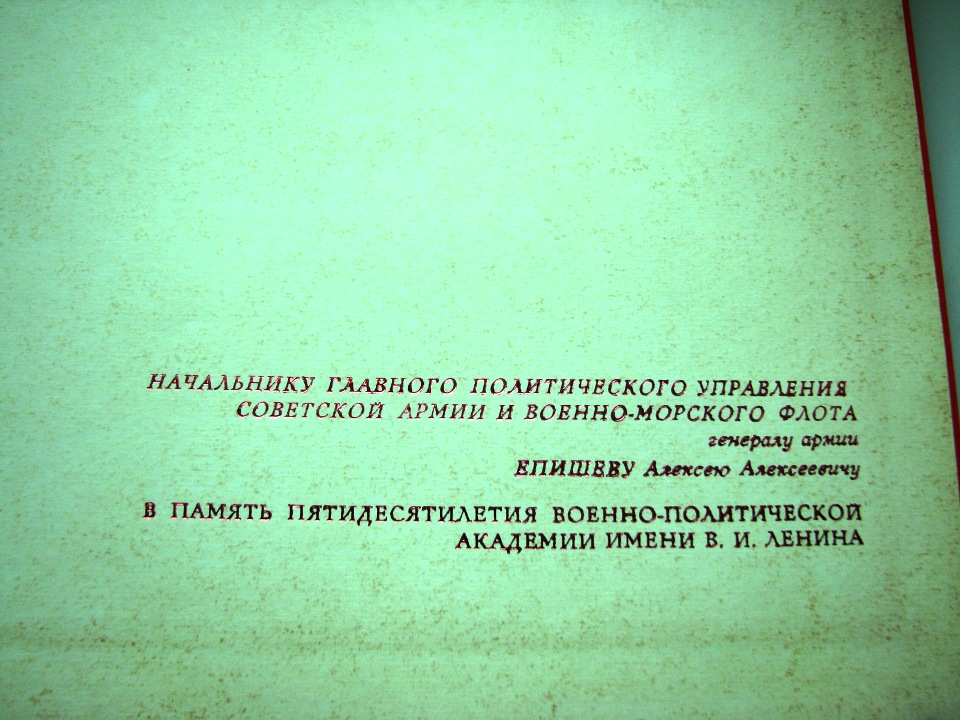 НАЧАЛЬНИКУ ГЛАВНОГО ПОЛИТИЧЕСКОГО УПРАВЛЕНИЯ
СОВЕТСКОЙ АРМИИ И ВОЕННО-МОРСКОГО ФЛОТА
генералу армии
ЕПИШЕВУ Алексею Алексеевичу
В ПАМЯТЬ ПЯТИДЕСЯТИЛЕТИЯ ВОЕННО-ПОЛИТИЧЕСКОЙ
АКАДЕМИИ ИМЕНИ В. И. ЛЕНИНА